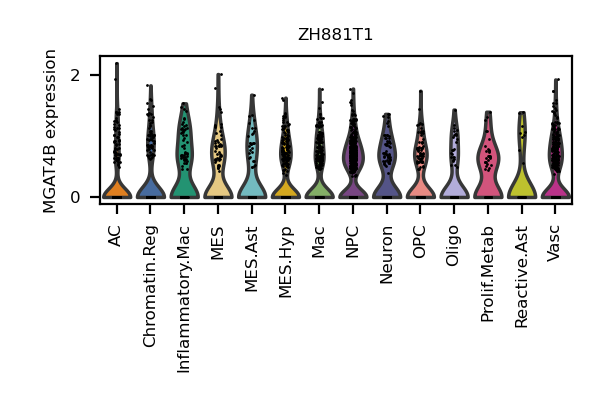 ZH881T1
MGAT4B expression
2
0
AC
Chromatin.Reg
Inflammatory.Mac
MES
MES.Ast
MES.Hyp
Mac
NPC
Neuron
OPC
Oligo
Prolif.Metab
Reactive.Ast
Vasc